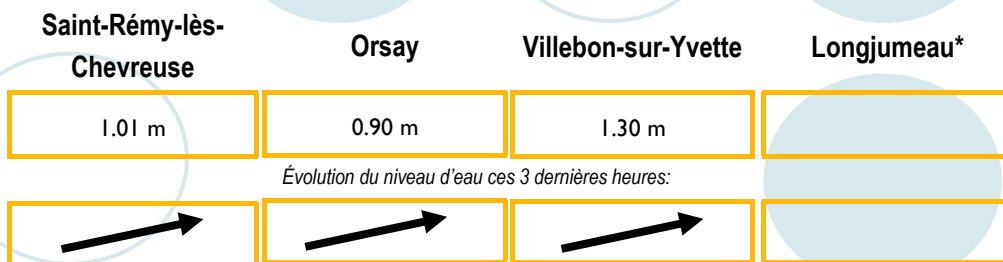 Saint-Rémy-lès-
Chevreuse
Orsay
Villebon-sur-Yvette
Longjumeau*
1.01 m
0.90 m
1.30 m
Évolution du niveau d'eau ces 3 dernières heures: